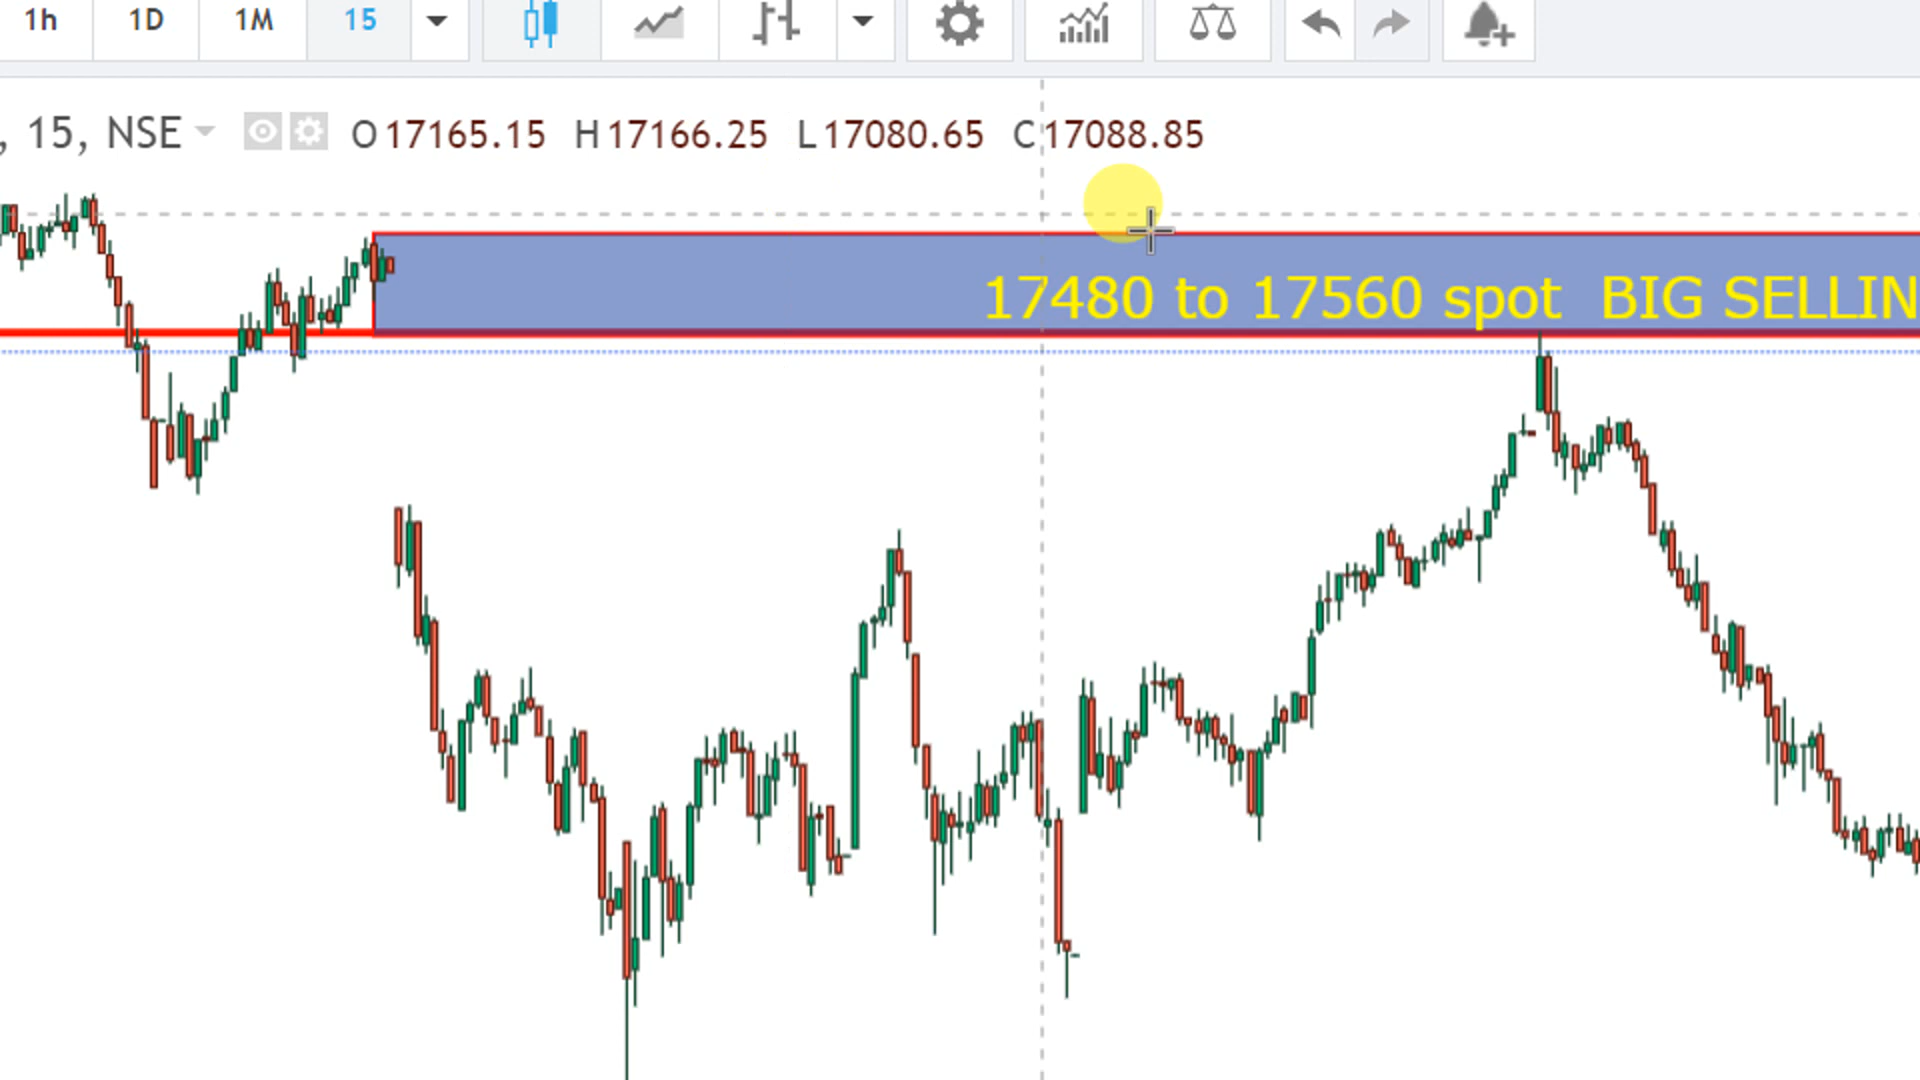 1h 1D 1M 15
, 15, NSE O17165.15 H17166.25 L17080.65 C17088.85
17480 to 17560 spot BIG SELLIN